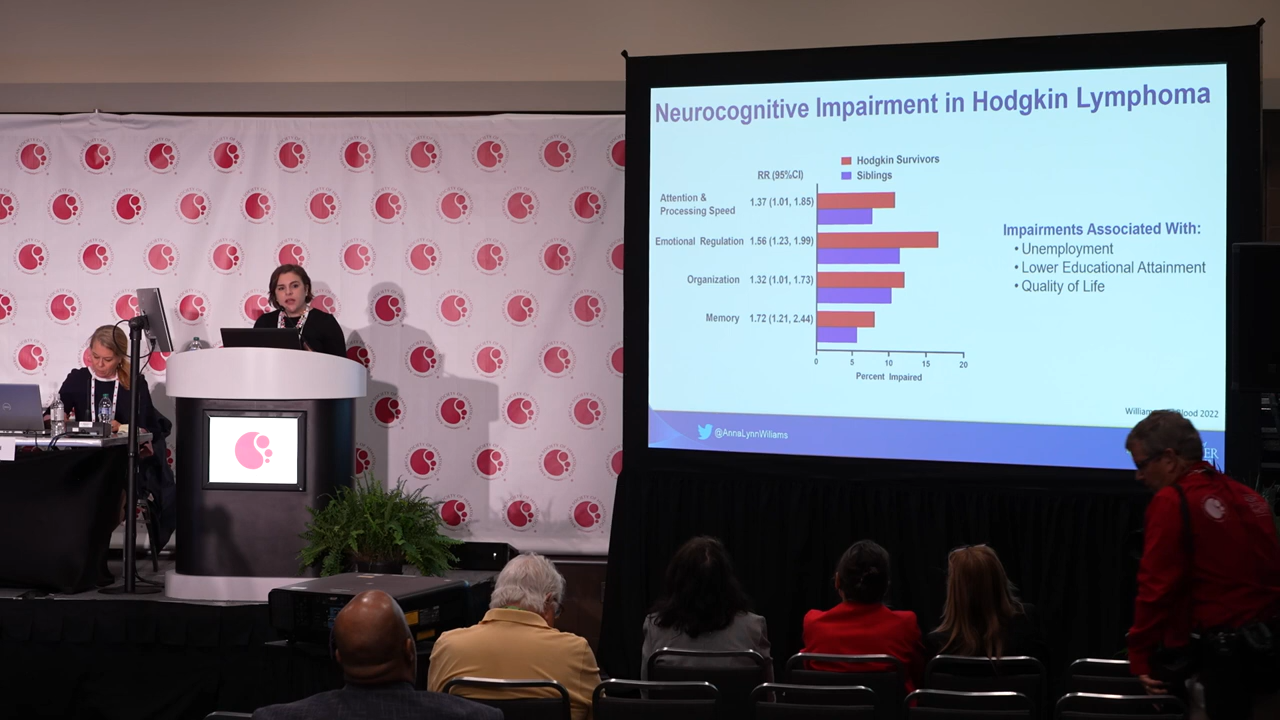 Neurocognitive Impairment in Hodgkin Lymphoma
Hodgkin Survivors
Siblings
RR (95%CI)
Attention &
Processing Speed
1.37 (1.01, 1.85)
Emotional Regulation 1.56 (1.23, 1.99)
Organization 1.32 (1.01, 1.73)
Memory 1.72 (1.21, 2.44)
0 5 10 15 20
Percent Impaired
Impairments Associated With:
• Unemployment
• Lower Educational Attainment
• Quality of Life
Blood 2022
@AnnaLynnWilliams